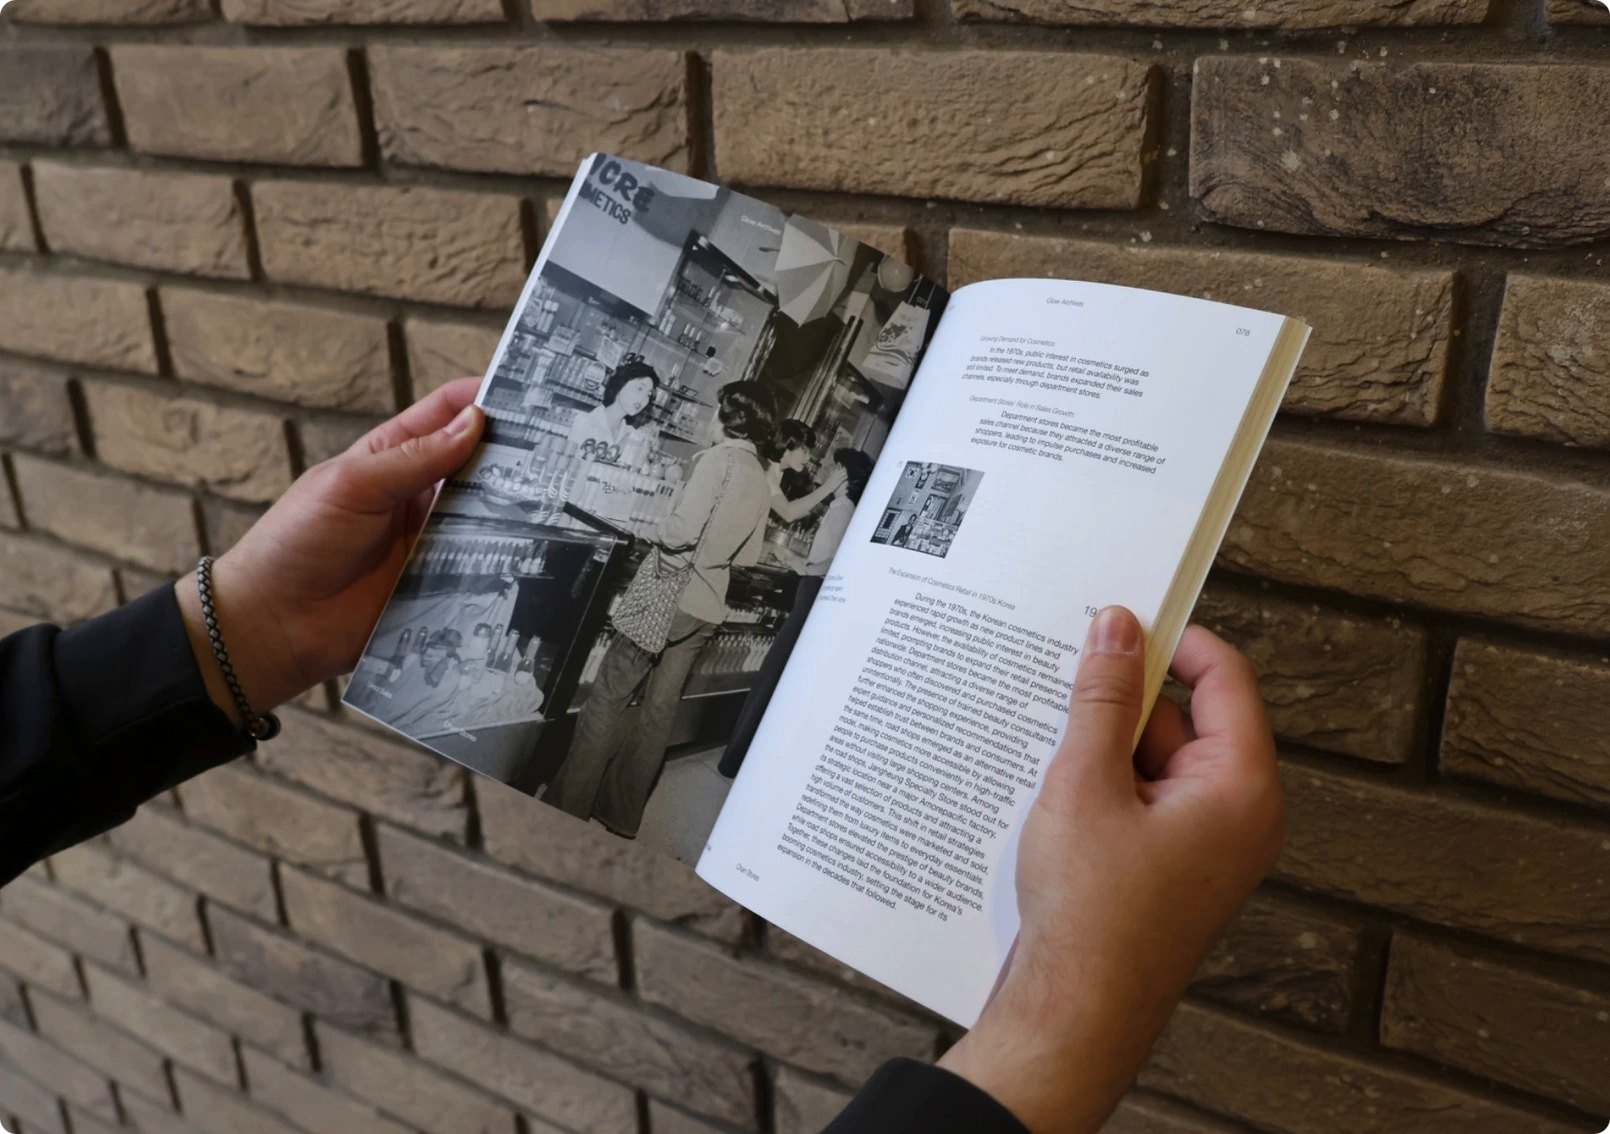 METICS
Glow Archives
Glow Archives
078
Growing Demand for Cosmetics
In the 1970s, public interest in cosmetics surged as
brands released new products, but retail availability was
still limited. To meet demand, brands expanded their sales
channels, especially through department stores.
Department Stores' Role in Sales Growth:
Department stores became the most profitable
sales channel because they attracted a diverse range of
shoppers, leading to impulse purchases and increased
exposure for cosmetic brands.
The Expansion of Cosmetics Retail in 1970s Korea
During the 1970s, the Korean cosmetics industry
experienced rapid growth as new product lines and
brands emerged, increasing public interest in beauty
products. However, the availability of cosmetics remained
limited, prompting brands to expand their retail presence
nationwide. Department stores became the most profitable
distribution channel, attracting a diverse range of
shoppers who often discovered and purchased cosmetics
unintentionally. The presence of trained beauty consultants
further enhanced the shopping experience, providing
expert guidance and personalized recommendations that
helped establish trust between brands and consumers. At
the same time, road shops emerged as an alternative retail
model, making cosmetics more accessible by allowing
people to purchase products conveniently in high-traffic
areas without visiting large shopping centers. Among
the road shops, Jangheung Specialty Store stood out for
its strategic location near a major Amorepacific factory,
offering a vast selection of products and attracting a
high volume of customers. This shift in retail strategies
transformed the way cosmetics were marketed and sold,
redefining them from luxury items to everyday essentials.
Department stores elevated the prestige of beauty brands,
while road shops ensured accessibility to a wider audience.
Together, these changes laid the foundation for Korea's
booming cosmetics industry, setting the stage for its
expansion in the decades that followed.